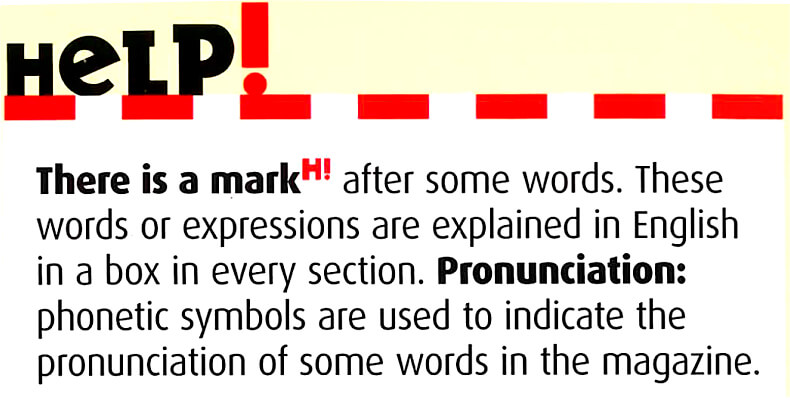 HeLP!
There is a mark H! after some words. These
words or expressions are explained in English
in a box in every section. Pronunciation:
phonetic symbols are used to indicate the
pronunciation of some words in the magazine.